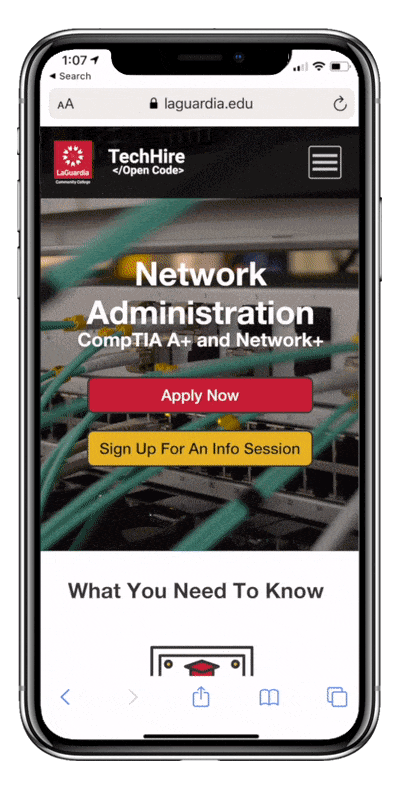 1:07
Search
AA
laguardia.edu
LaGuardia
Community College
TechHire
</Open Code>
Network
Administration
CompTIA A+ and Network+
Apply Now
Sign Up For An Info Session
What You Need To Know